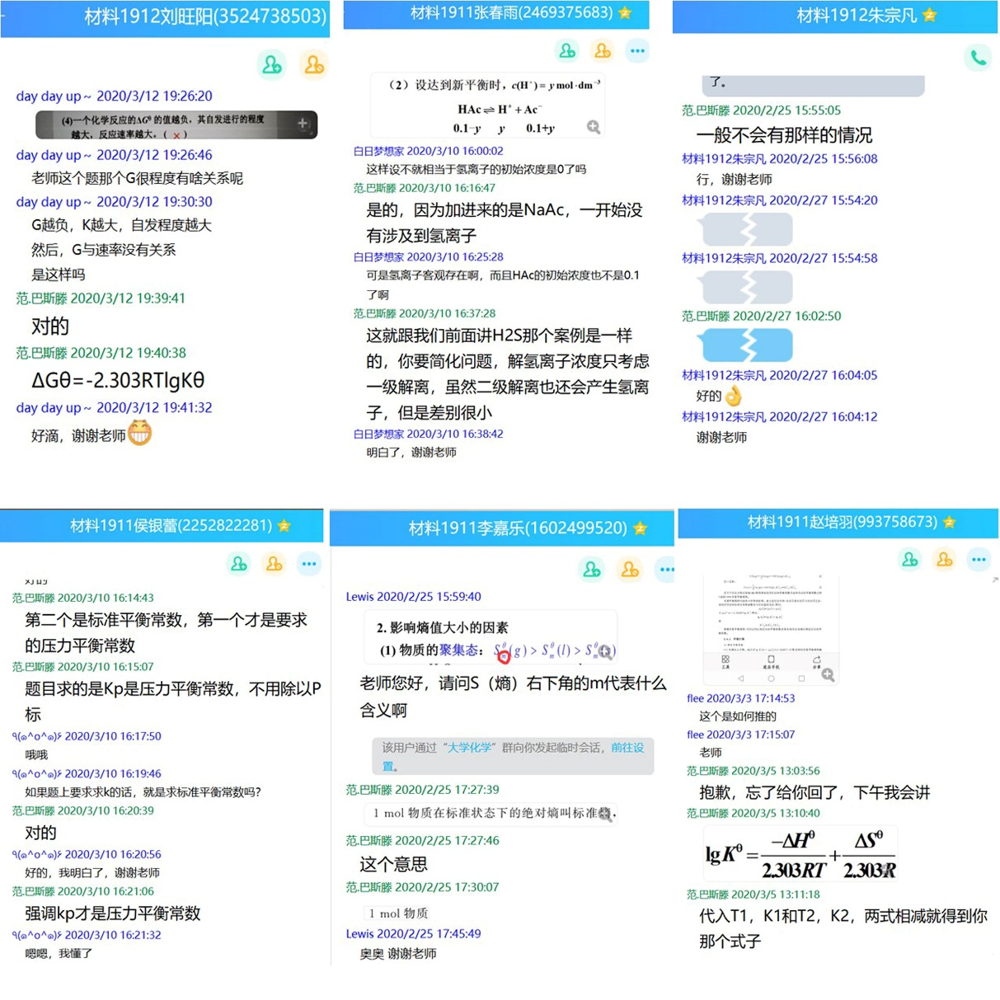 材料1912刘旺阳(3524738503)
day day up~ 2020/3/12 19:26:20
(4)一个化学反应的ΔGθ的值越负，其自发进行的程度
越大，反应速率越大。（×）
day day up~ 2020/3/12 19:26:46
老师这个题那个G很程度有啥关系呢
day day up~ 2020/3/12 19:30:30
G越负，K越大，自发程度越大
然后，G与速率没有关系
是这样吗
范.巴斯滕 2020/3/12 19:39:41
对的
范.巴斯滕 2020/3/12 19:40:38
ΔGθ=-2.303RTlgKθ
day day up~ 2020/3/12 19:41:32
好滴，谢谢老师
材料1911张春雨(2469375683)
（2）设达到新平衡时，c(H⁺)= y mol·dm⁻³
HAc ⇌ H⁺ + Ac⁻
0.1−y y 0.1+y
白日梦想家 2020/3/10 16:00:02
这样设不就相当于氢离子的初始浓度是0了吗
范.巴斯滕 2020/3/10 16:16:47
是的，因为加进来的是NaAc，一开始没
有涉及到氢离子
白日梦想家 2020/3/10 16:25:28
可是氢离子客观存在啊，而且HAc的初始浓度也不是0.1
了啊
范.巴斯滕 2020/3/10 16:37:28
这就跟我们前面讲H2S那个案例是一样
的，你要简化问题，解氢离子浓度只考虑
一级解离，虽然二级解离也还会产生氢离
子，但是差别很小
白日梦想家 2020/3/10 16:38:42
明白了，谢谢老师
材料1912朱宗凡
了。
范.巴斯滕 2020/2/25 15:55:05
一般不会有那样的情况
材料1912朱宗凡 2020/2/25 15:56:08
行，谢谢老师
材料1912朱宗凡 2020/2/27 15:54:20
材料1912朱宗凡 2020/2/27 15:54:58
范.巴斯滕 2020/2/27 16:02:50
材料1912朱宗凡 2020/2/27 16:04:05
好的
材料1912朱宗凡 2020/2/27 16:04:12
谢谢老师
材料1911侯银蕾(2252822281)
好的
范.巴斯滕 2020/3/10 16:14:43
第二个是标准平衡常数，第一个才是要求
的压力平衡常数
范.巴斯滕 2020/3/10 16:15:07
题目求的是Kp是压力平衡常数，不用除以P
标
٩(๑^o^๑)۶ 2020/3/10 16:17:50
哦哦
٩(๑^o^๑)۶ 2020/3/10 16:19:46
如果题上要求求k的话，就是求标准平衡常数吗？
范.巴斯滕 2020/3/10 16:20:39
对的
٩(๑^o^๑)۶ 2020/3/10 16:20:56
好的，我明白了，谢谢老师
范.巴斯滕 2020/3/10 16:21:06
强调kp才是压力平衡常数
٩(๑^o^๑)۶ 2020/3/10 16:21:32
嗯嗯，我懂了
材料1911李嘉乐(1602499520)
Lewis 2020/2/25 15:59:40
2. 影响熵值大小的因素
(1) 物质的聚集态：Sθm(g) > Sθm(l) > Sθm(s)
老师您好，请问S（熵）右下角的m代表什么
含义啊
该用户通过“大学化学”群向你发起临时会话，前往设
置。
范.巴斯滕 2020/2/25 17:27:39
1 mol 物质在标准状态下的绝对熵叫标准熵，
范.巴斯滕 2020/2/25 17:27:46
这个意思
范.巴斯滕 2020/2/25 17:30:07
1 mol 物质
Lewis 2020/2/25 17:45:49
奥奥 谢谢老师
材料1911赵培羽(993758673)
工具 适应手机 分享
flee 2020/3/3 17:14:53
这个是如何推的
flee 2020/3/3 17:15:07
老师
范.巴斯滕 2020/3/5 13:03:56
抱歉，忘了给你回了，下午我会讲
范.巴斯滕 2020/3/5 13:10:40
lg Kθ = −ΔHθ/2.303RT + ΔSθ/2.303R
范.巴斯滕 2020/3/5 13:11:18
代入T1，K1和T2，K2，两式相减就得到你
那个式子